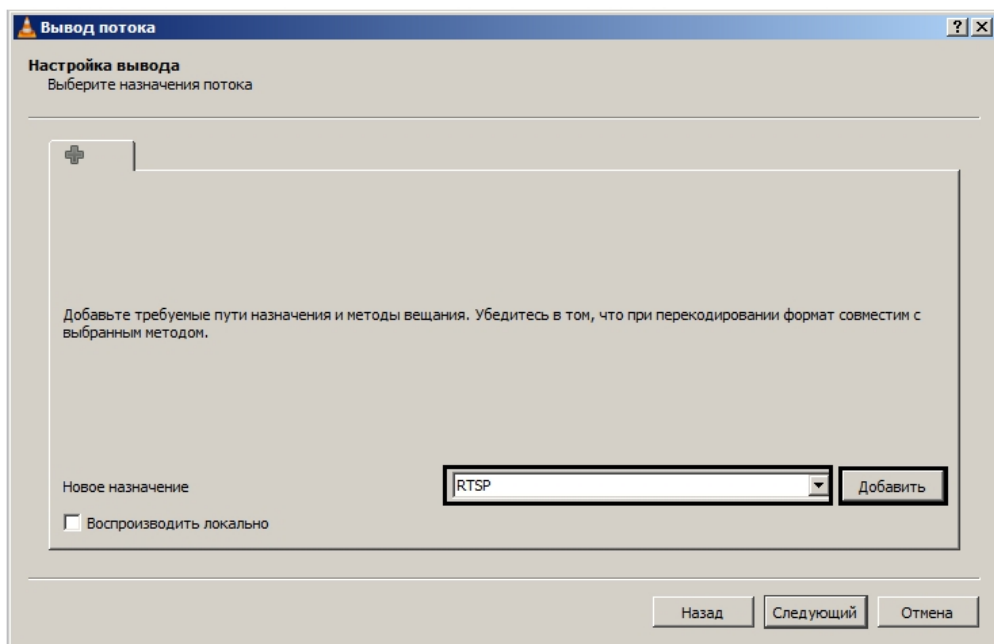 Вывод потока
Настройка вывода
Выберите назначения потока
Добавьте требуемые пути назначения и методы вещания. Убедитесь в том, что при перекодировании формат совместим с
выбранным методом.
Новое назначение
RTSP
Добавить
Воспроизводить локально
Назад
Следующий
Отмена